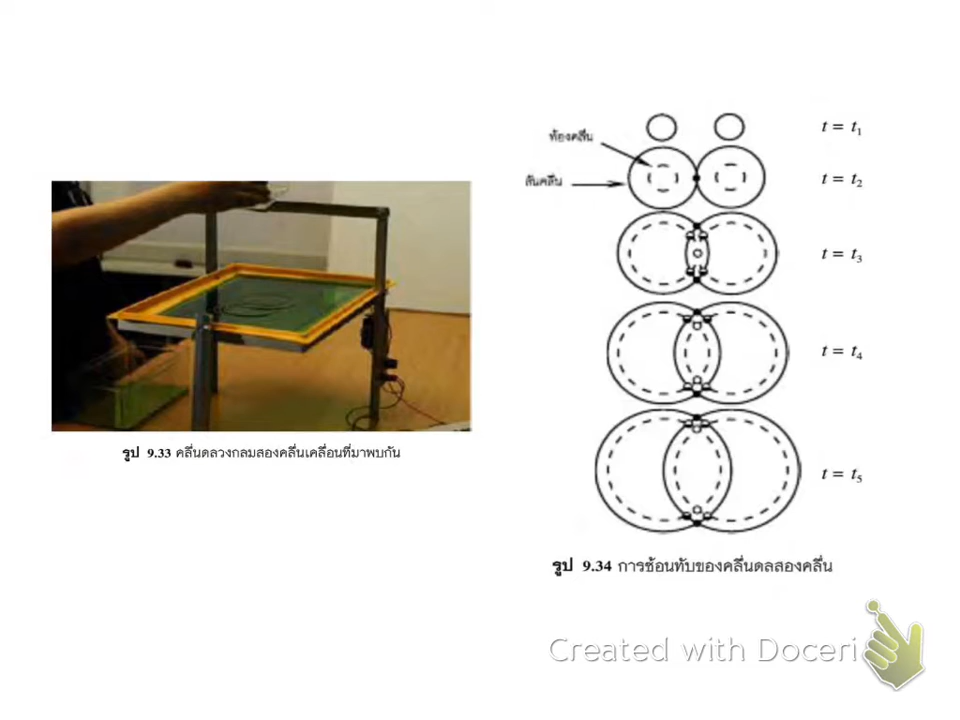 ท้องคลื่น
สันคลื่น
t = t₁
t = t₂
t = t₃
t = t₄
t = t₅
รูป 9.33 คลื่นดลวงกลมสองคลื่นเคลื่อนที่มาพบกัน
รูป 9.34 การซ้อนทับของคลื่นดลสองคลื่น
Created with Doceri